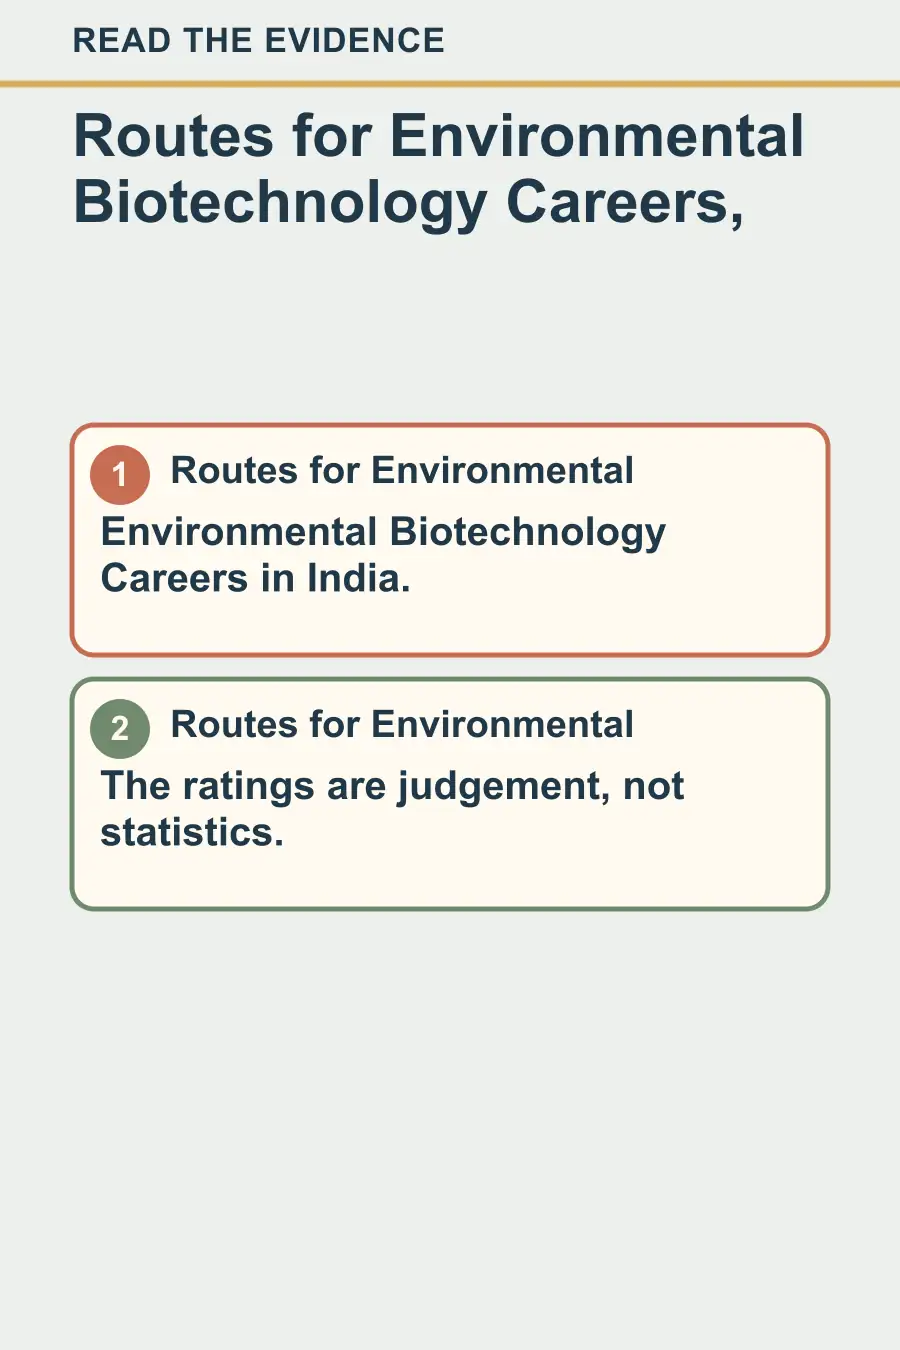 READ THE EVIDENCE
Routes for Environmental
Biotechnology Careers,
1 Routes for Environmental
Environmental Biotechnology
Careers in India.
2 Routes for Environmental
The ratings are judgement, not
statistics.